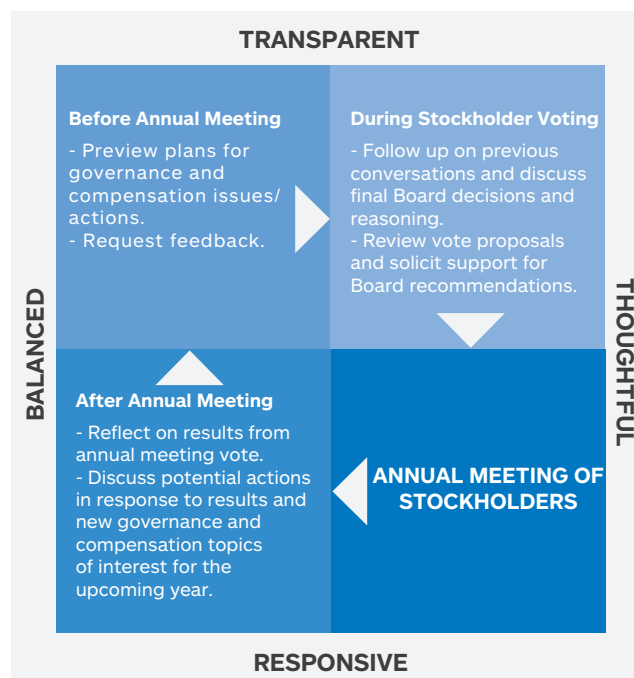 TRANSPARENT
Before Annual Meeting
- Preview plans for
governance and
compensation issues/
actions.
- Request feedback.
During Stockholder Voting
- Follow up on previous
conversations and discuss
final Board decisions and
reasoning.
- Review vote proposals
and solicit support for
Board recommendations.
BALANCED
THOUGHTFUL
After Annual Meeting
- Reflect on results from
annual meeting vote.
- Discuss potential actions
in response to results and
new governance and
compensation topics
of interest for the
upcoming year.
ANNUAL MEETING OF
STOCKHOLDERS
RESPONSIVE